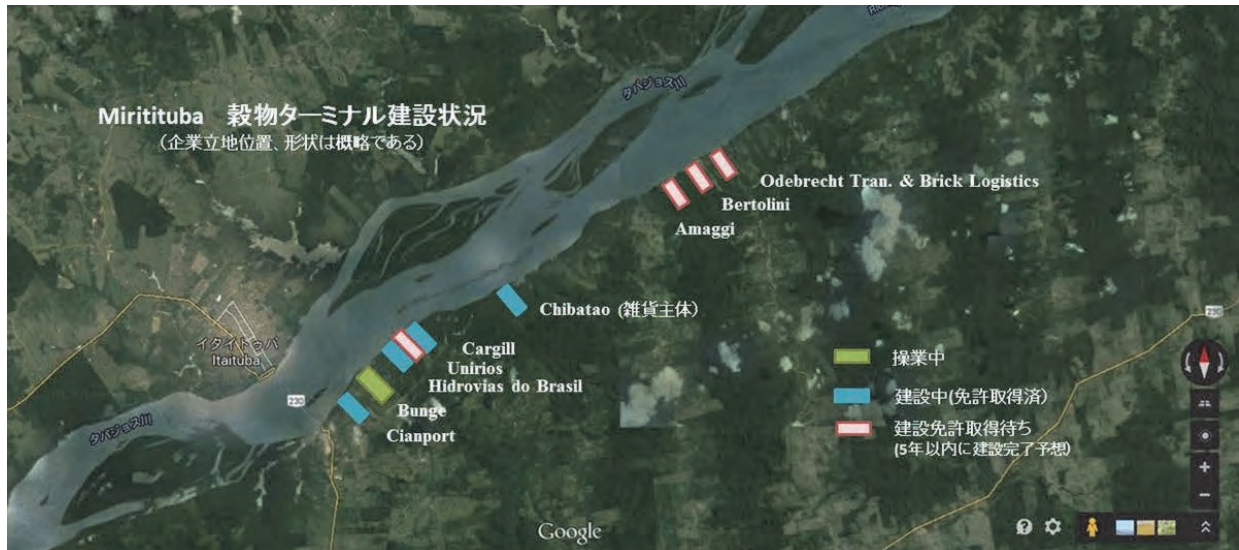 Rio
タパジョス川
Miritituba 穀物ターミナル建設状況
(企業立地位置、形状は概略である)
Odebrecht Tran. & Brick Logistics
Bertolini
Amaggi
Chibatao (雑貨主体)
230
イタイトゥバ
Itaituba
Cargill
Unirios
Hidrovias do Brasil
230
Bunge
Cianport
タパジョス川
操業中
建設中(免許取得済)
建設免許取得待ち
(5年以内に建設完了予想)
Google